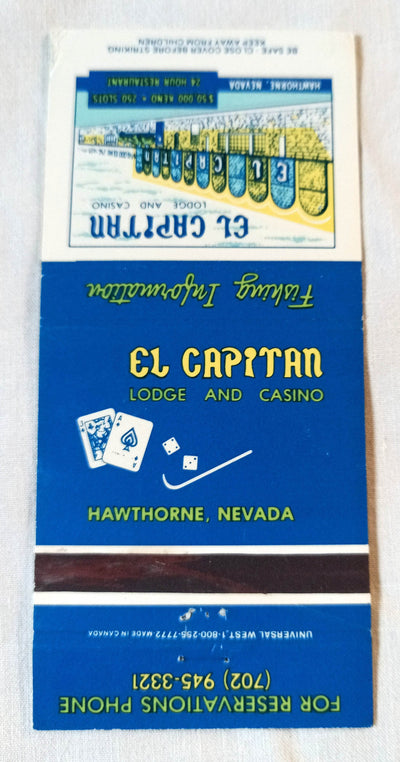 BE SAFE - CLOSE COVER BEFORE STRIKING
KEEP AWAY FROM CHILDREN
HAWTHORNE, NEVADA
$50,000 KENO • 250 SLOTS
24 HOUR RESTAURANT
EL CAPITAN
EL CAPITAN
LODGE AND CASINO
Fishing Information
EL CAPITAN
LODGE AND CASINO
A
HAWTHORNE, NEVADA
UNIVERSAL WEST, 1-800-255-7772 MADE IN CANADA
FOR RESERVATIONS PHONE
(702) 945-3321